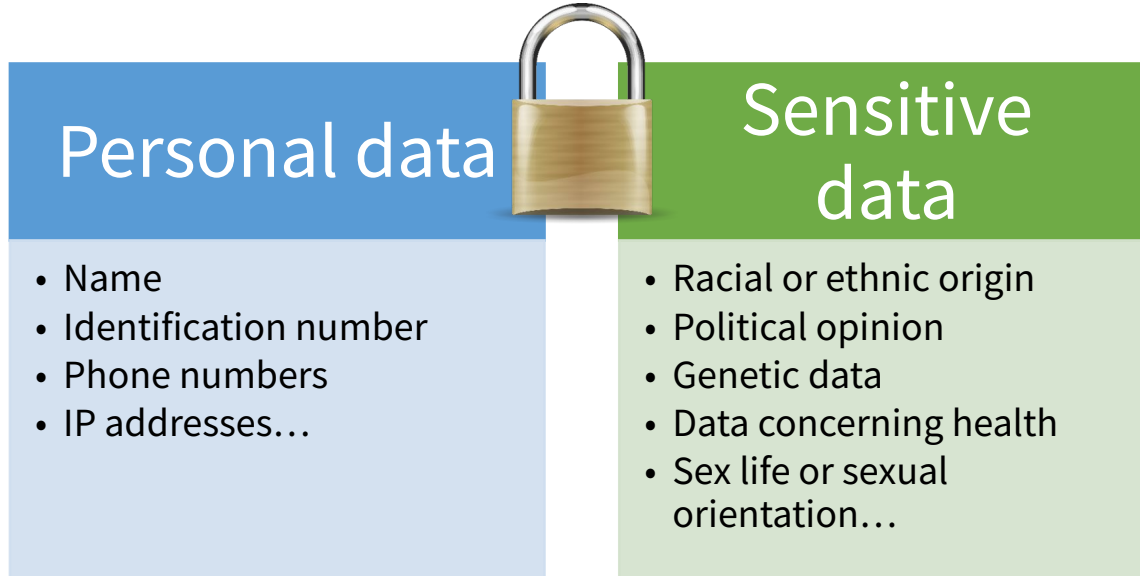 Personal data
• Name
• Identification number
• Phone numbers
• IP addresses…
Sensitive
data
• Racial or ethnic origin
• Political opinion
• Genetic data
• Data concerning health
• Sex life or sexual
orientation…